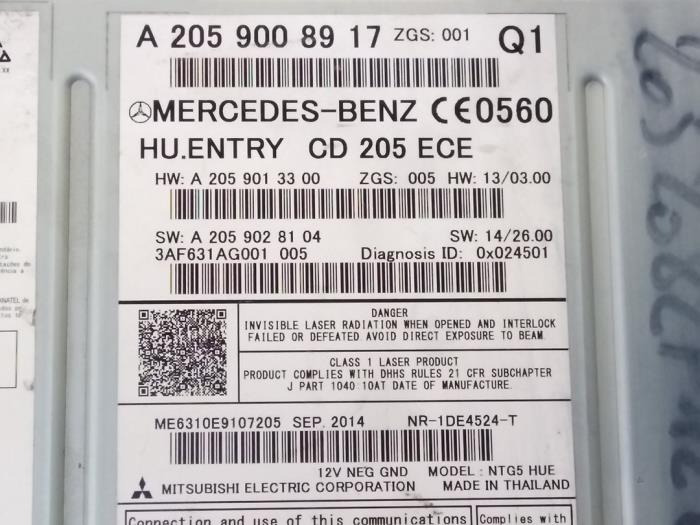 A 205 900 89 17 ZGS: 001 Q1
MERCEDES-BENZ CE0560
HU.ENTRY CD 205 ECE
HW: A 205 901 33 00 ZGS: 005 HW: 13/03.00
SW: A 205 902 81 04 SW: 14/26.00
3AF631AG001 005 Diagnosis ID: 0x024501
DANGER
INVISIBLE LASER RADIATION WHEN OPENED AND INTERLOCK
FAILED OR DEFEATED AVOID DIRECT EXPOSURE TO BEAM
CLASS 1 LASER PRODUCT
PRODUCT COMPLIES WITH DHHS RULES 21 CFR SUBCHAPTER
J PART 1040.10AT DATE OF MANUFACTURE.
ME6310E9107205 SEP. 2014 NR-1DE4524-T
12V NEG GND MODEL: NTG5 HUE
MITSUBISHI ELECTRIC CORPORATION MADE IN THAILAND
Connection and use of this communications